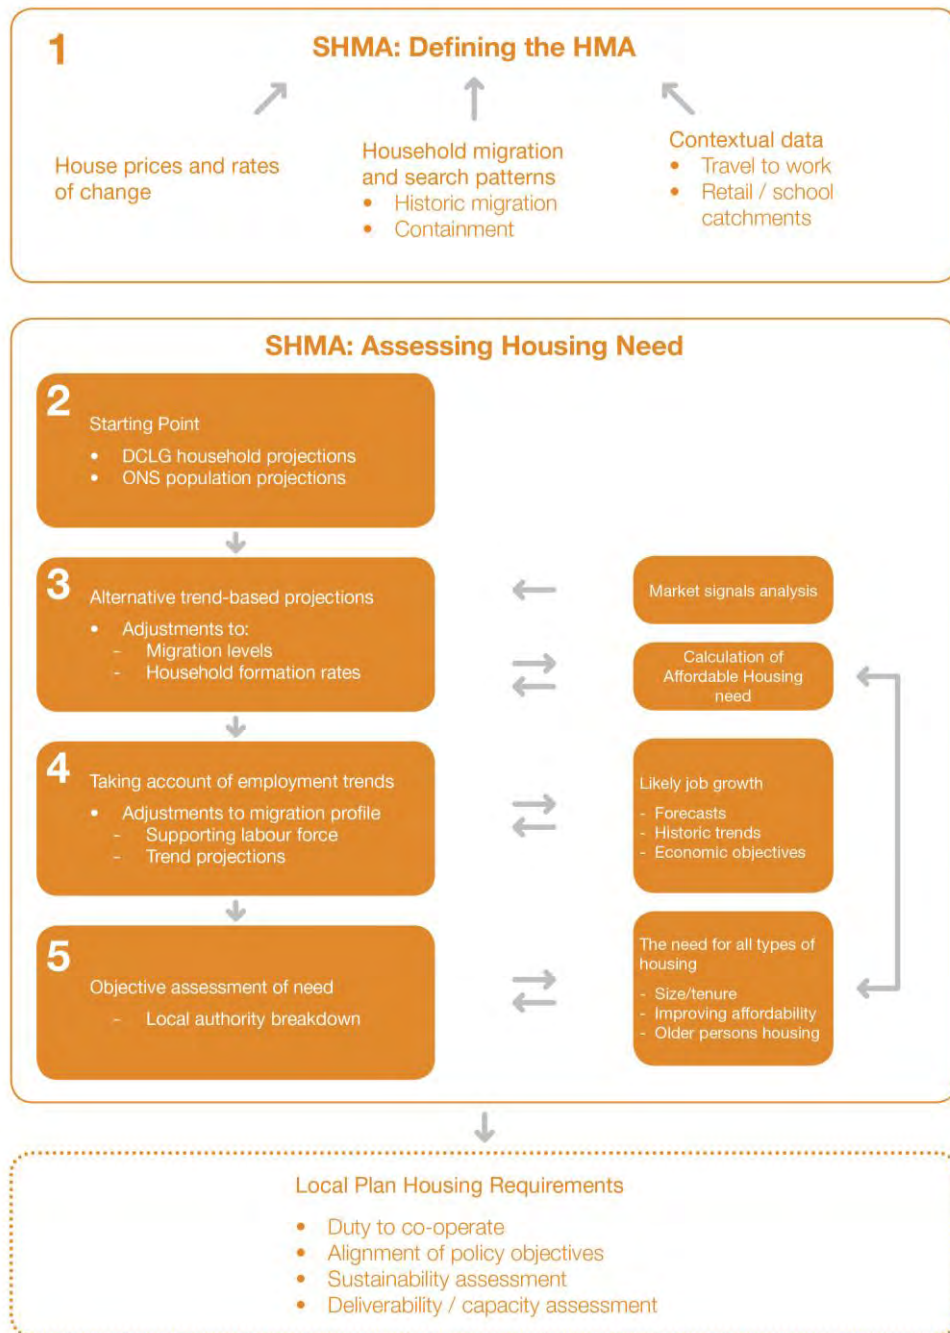 1
SHMA: Defining the HMA
House prices and rates
of change
Household migration
and search patterns
• Historic migration
• Containment
Contextual data
• Travel to work
• Retail / school
catchments
SHMA: Assessing Housing Need
2
Starting Point
• DCLG household projections
• ONS population projections
3
Alternative trend-based projections
• Adjustments to:
- Migration levels
- Household formation rates
Market signals analysis
Calculation of
Affordable Housing
need
4
Taking account of employment trends
• Adjustments to migration profile
- Supporting labour force
- Trend projections
Likely job growth
- Forecasts
- Historic trends
- Economic objectives
5
Objective assessment of need
- Local authority breakdown
The need for all types of
housing
- Size/tenure
- Improving affordability
- Older persons housing
Local Plan Housing Requirements
• Duty to co-operate
• Alignment of policy objectives
• Sustainability assessment
• Deliverability / capacity assessment